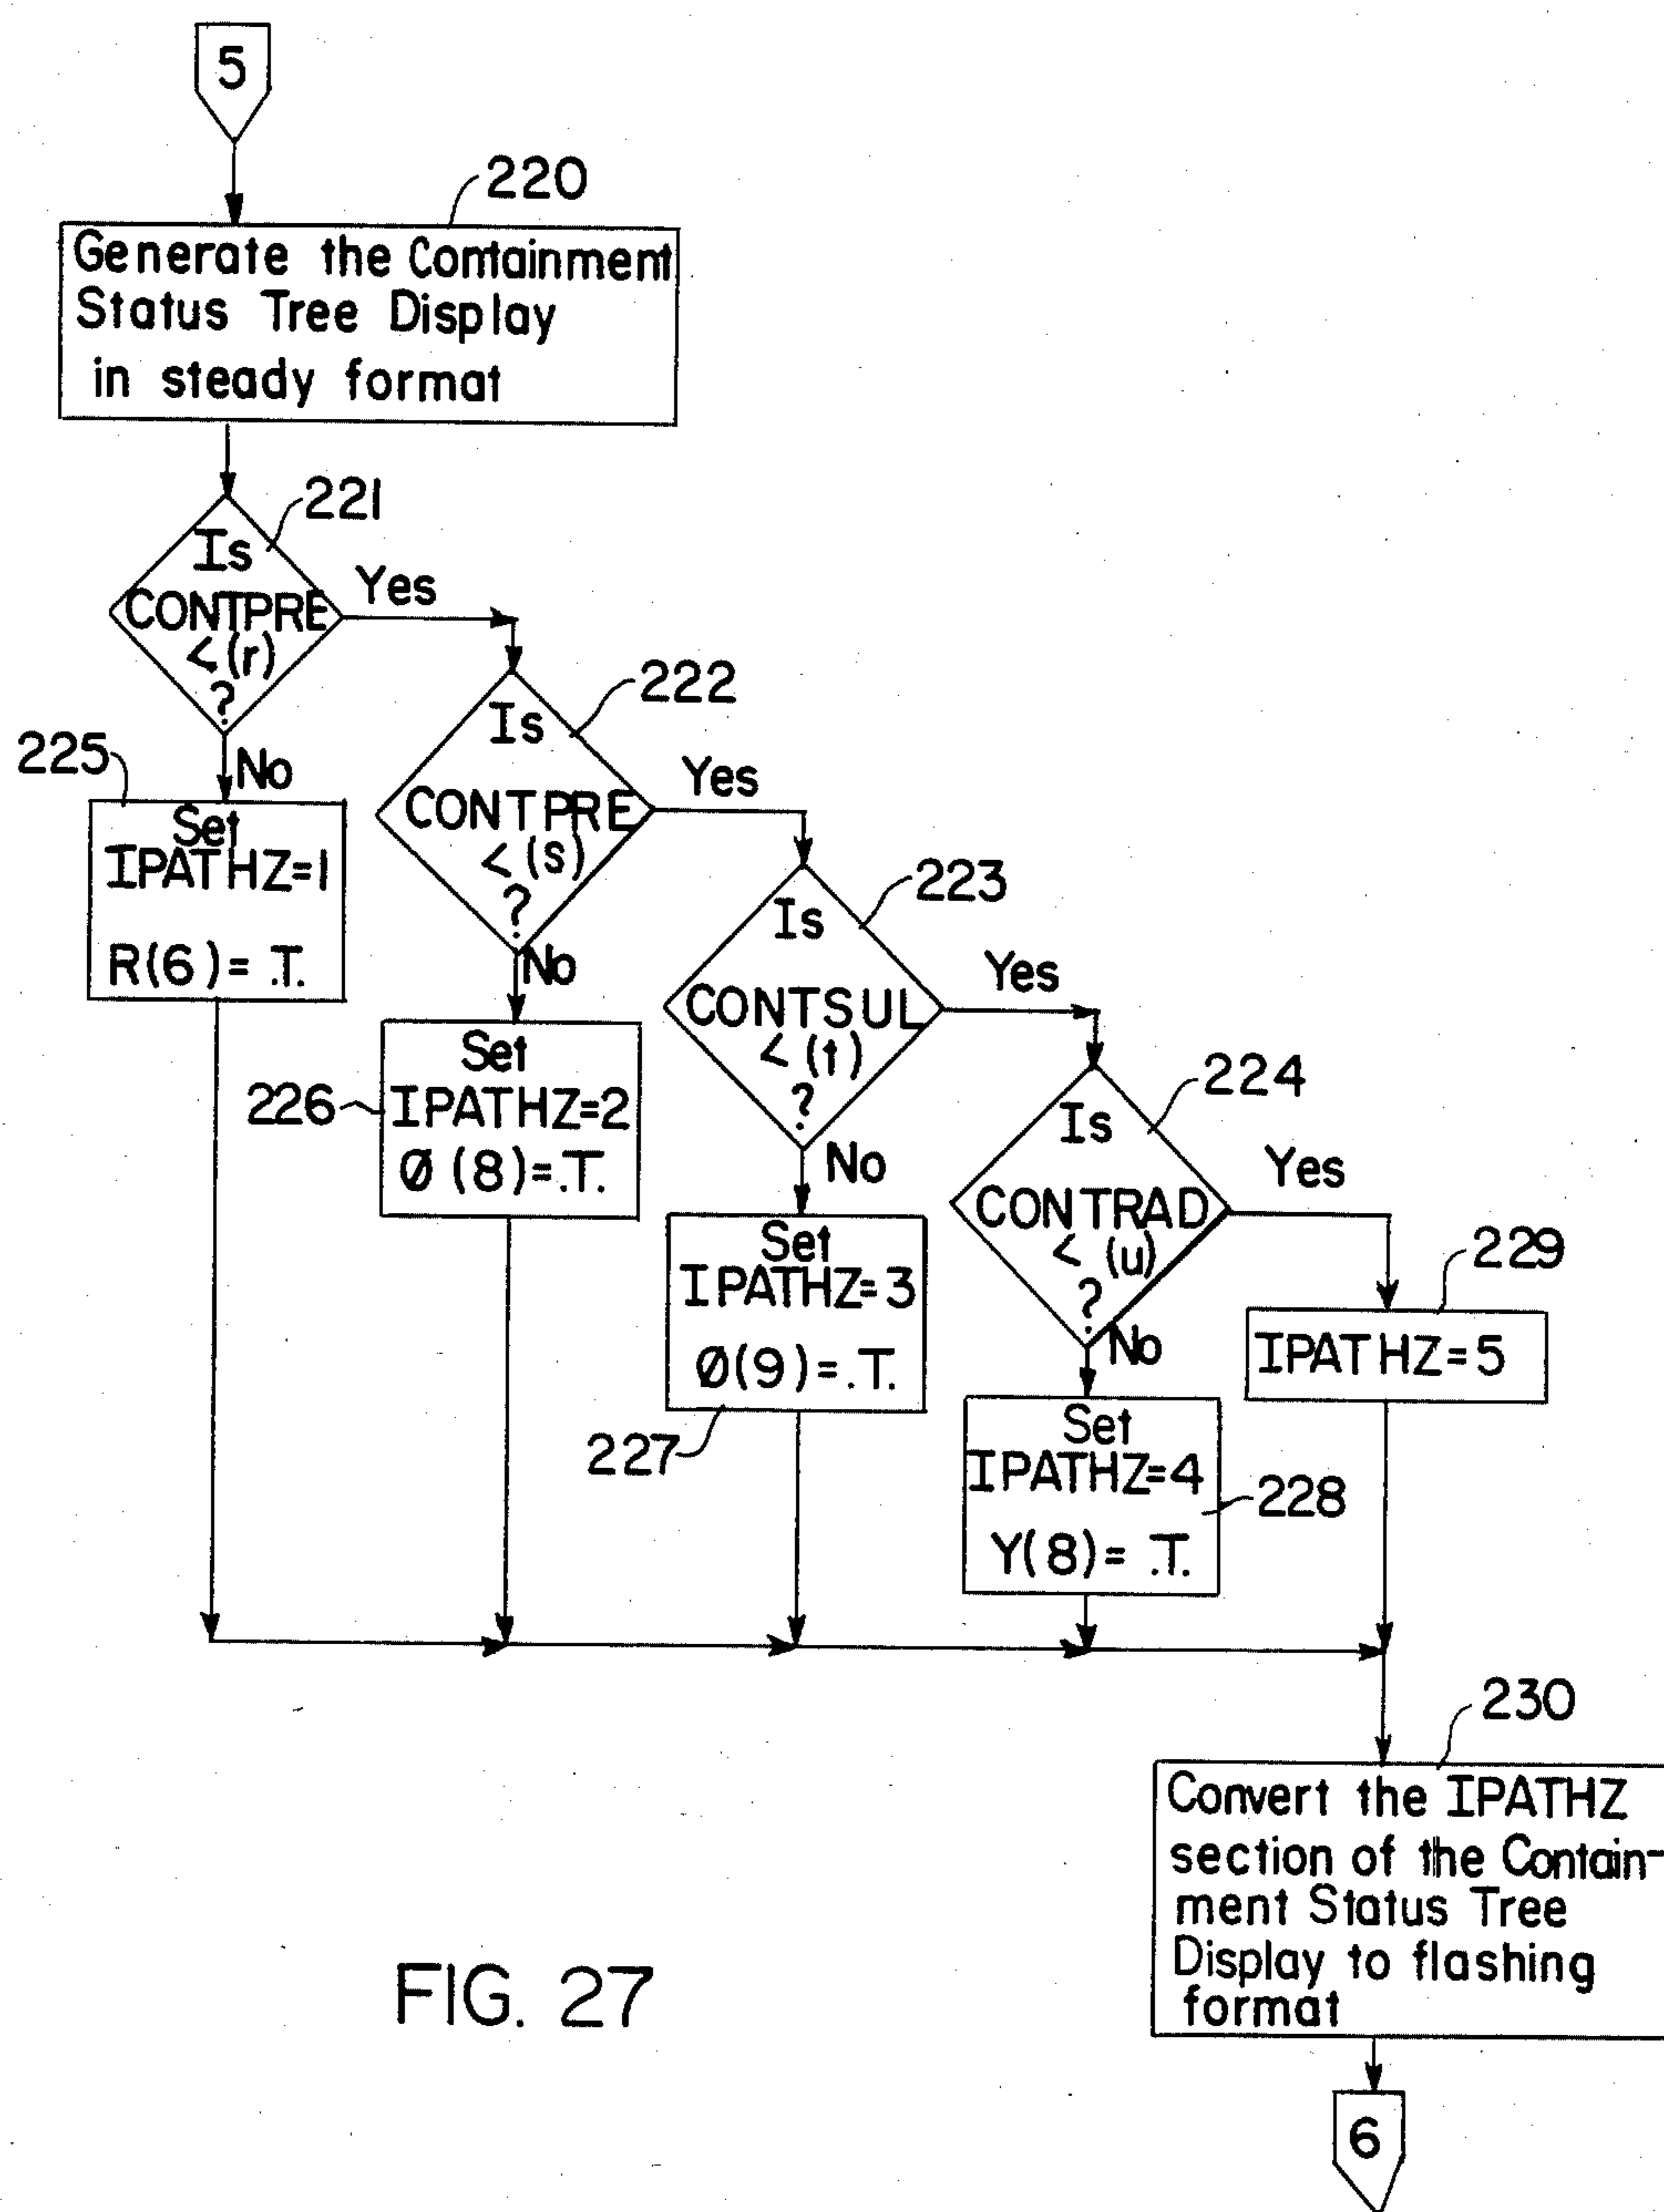 5
220
Generate the Containment
Status Tree Display
in steady format
221
Is
CONTPRE
<(r)
?
Yes
No
222
Is
CONTPRE
<(s)
?
Yes
No
225
Set
IPATHZ=1
R(6)= .T.
223
Is
CONTSUL
<(t)
?
Yes
No
226
Set
IPATHZ=2
Ø(8)=.T.
224
Is
CONTRAD
< (u)
?
Yes
No
227
Set
IPATHZ=3
Ø(9)=.T.
229
IPATHZ=5
228
Set
IPATHZ=4
Y(8)= .T.
230
Convert the IPATHZ
section of the Contain-
ment Status Tree
Display to flashing
format
6
FIG. 27